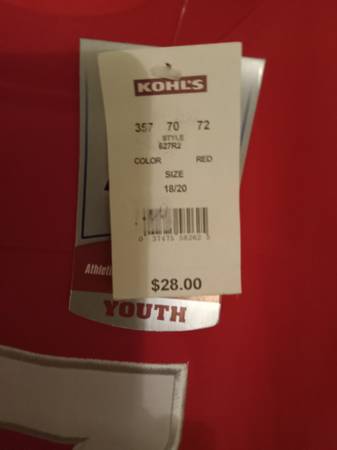 KOHL'S
357 70 72
STYLE
627R2
COLOR RED
SIZE
18/20
$28.00
YOUTH